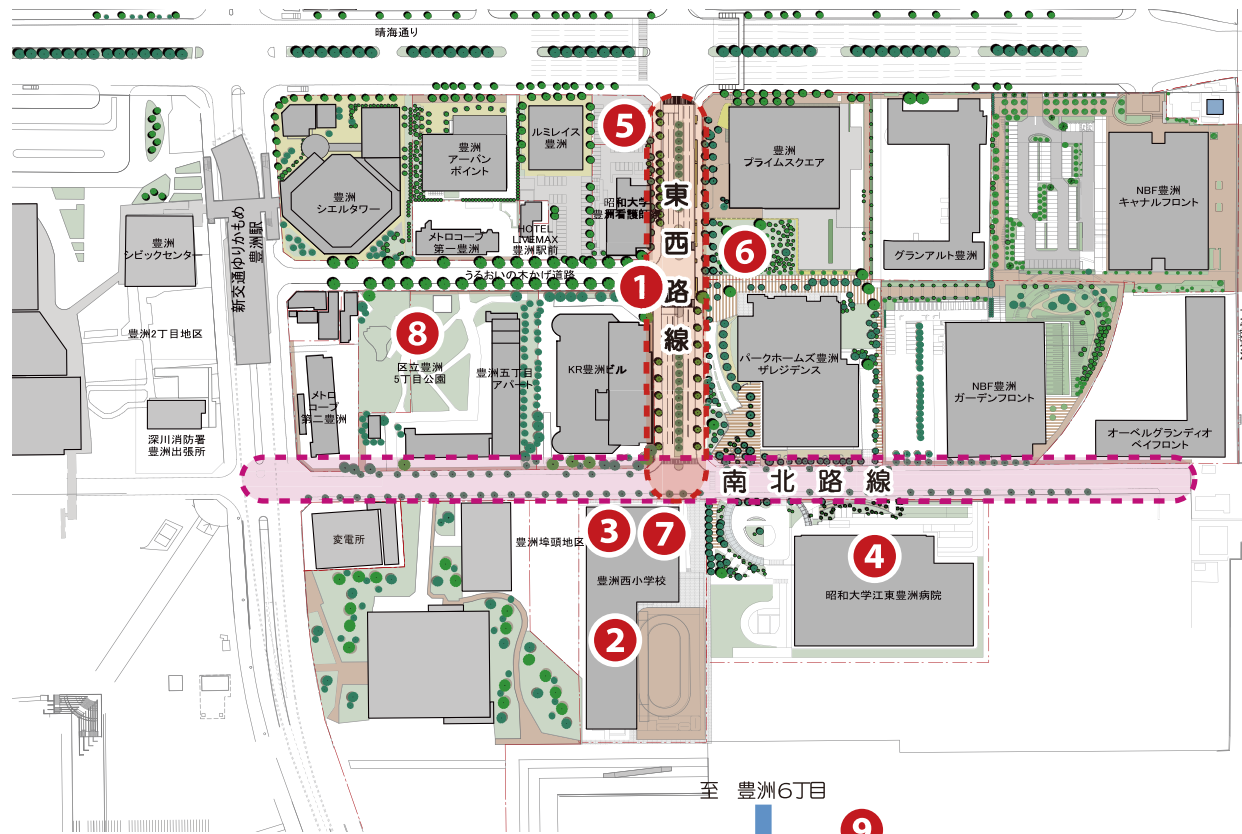 晴海通り
5
ルミレイス
豊洲
豊洲
アーバン
ポイント
豊洲
プライムスクエア
豊洲
シエルタワー
NBF豊洲
キャナルフロント
昭和大学
豊洲看護師寮
東西路線
HOTEL
LIVEMAX
豊洲駅前
メトロコープ
第一豊洲
豊洲
シビックセンター
新交通ゆりかもめ
豊洲駅
グランアルト豊洲
6
うるおいの木かげ道路
1
8
豊洲2丁目地区
区立豊洲
5丁目公園
豊洲五丁目
アパート
KR豊洲ビル
パークホームズ豊洲
ザレジデンス
NBF豊洲
ガーデンフロント
メトロ
コープ
第二豊洲
深川消防署
豊洲出張所
オーベルグランディオ
ベイフロント
南北路線
3
7
4
変電所
豊洲埠頭地区
豊洲西小学校
昭和大学江東豊洲病院
2
至 豊洲6丁目
9